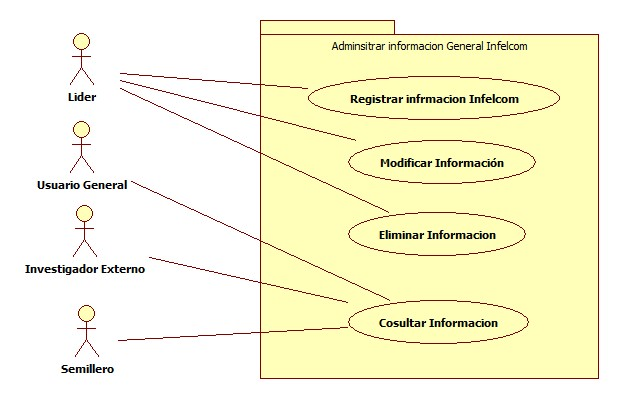 Adminsitrar informacion General Infelcom
Lider
Registrar infrmacion Infelcom
Modificar Información
Usuario General
Eliminar Informacion
Investigador Externo
Cosultar Informacion
Semillero